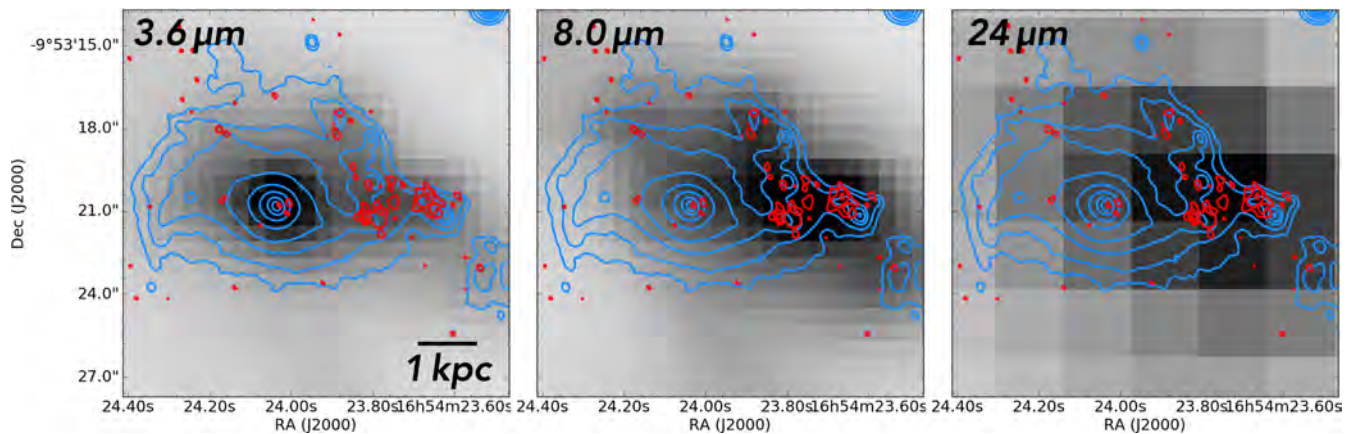 3.6 μm
8.0 μm
24 μm
-9°53'15.0"
18.0"
21.0"
24.0"
27.0"
Dec (J2000)
1 kpc
24.40s 24.20s 24.00s 23.80s 16h54m23.60s
24.40s 24.20s 24.00s 23.80s 16h54m23.60s
24.40s 24.20s 24.00s 23.80s 16h54m23.60s
RA (J2000)
RA (J2000)
RA (J2000)